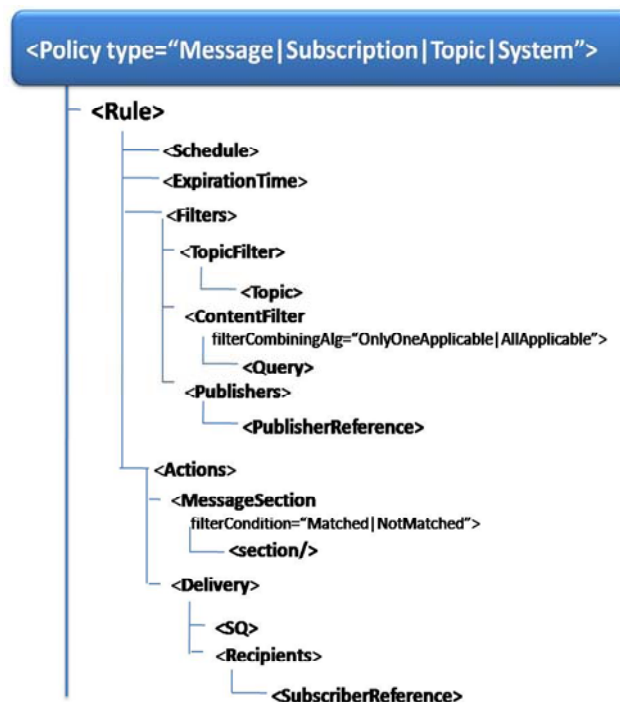 <Policy type=“Message|Subscription|Topic|System”>
<Rule>
<Schedule>
<ExpirationTime>
<Filters>
<TopicFilter>
<Topic>
<ContentFilter
filterCombiningAlg=“OnlyOneApplicable|AllApplicable”>
<Query>
<Publishers>
<PublisherReference>
<Actions>
<MessageSection
filterCondition=“Matched|NotMatched”>
<section/>
<Delivery>
<SQ>
<Recipients>
<SubscriberReference>